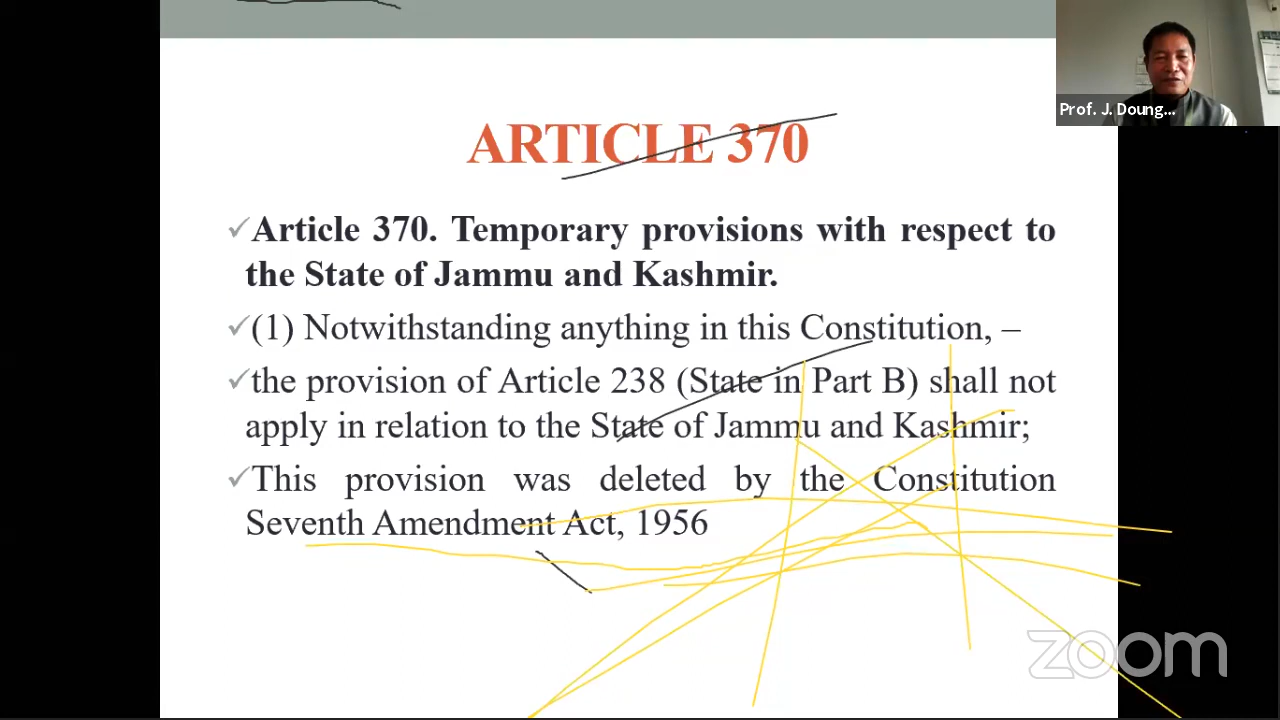 Prof. J. Doung...
ARTICLE 370
✓Article 370. Temporary provisions with respect to
the State of Jammu and Kashmir.
✓(1) Notwithstanding anything in this Constitution, –
✓the provision of Article 238 (State in Part B) shall not
apply in relation to the State of Jammu and Kashmir;
✓This provision was deleted by the Constitution
Seventh Amendment Act, 1956
zoom